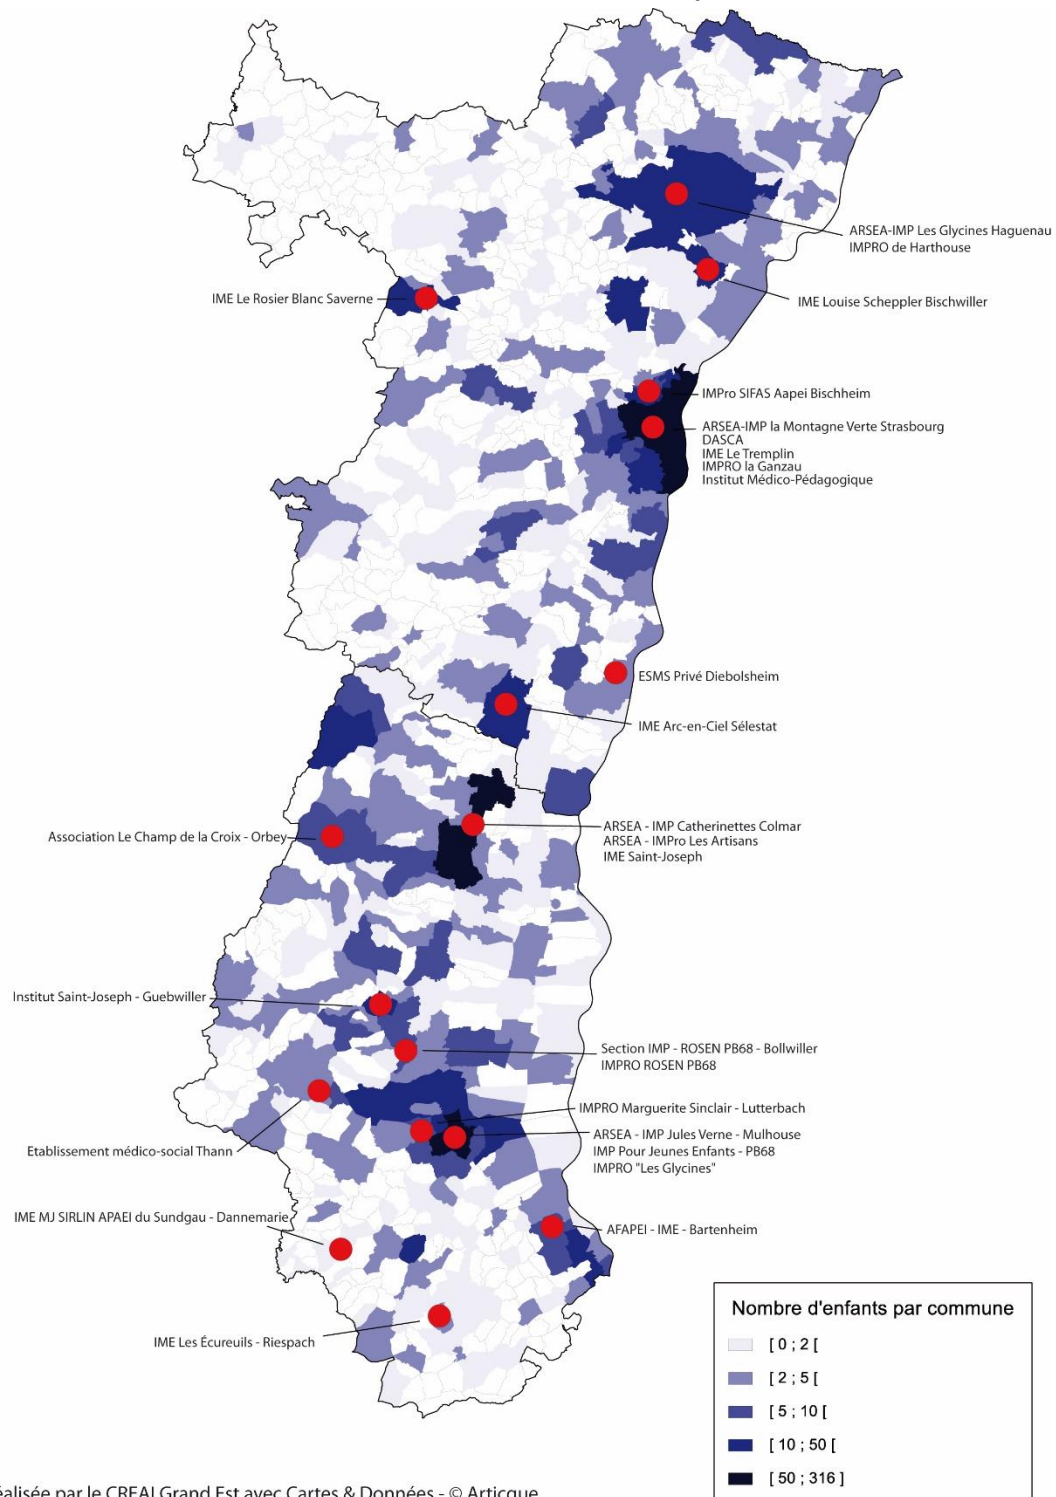 ARSEA-IMP Les Glycines Haguenau
IMPRO de Harthouse
IME Le Rosier Blanc Saverne
IME Louise Scheppler Bischwiller
IMPro SIFAS Aapei Bischheim
ARSEA-IMP la Montagne Verte Strasbourg
DASCA
IME Le Tremplin
IMPRO la Ganzau
Institut Médico-Pédagogique
ESMS Privé Diebolsheim
IME Arc-en-Ciel Sélestat
Association Le Champ de la Croix - Orbey
ARSEA - IMP Catherinettes Colmar
ARSEA - IMPro Les Artisans
IME Saint-Joseph
Institut Saint-Joseph - Guebwiller
Section IMP - ROSEN PB68 - Bollwiller
IMPRO ROSEN PB68
IMPRO Marguerite Sinclair - Lutterbach
ARSEA - IMP Jules Verne - Mulhouse
IMP Pour Jeunes Enfants - PB68
IMPRO "Les Glycines"
Etablissement médico-social Thann
IME MJ SIRLIN APAEI du Sundgau - Dannemarie
AFAPEI - IME - Bartenheim
IME Les Écureuils - Riespach
Nombre d'enfants par commune
[ 0 ; 2 [
[ 2 ; 5 [
[ 5 ; 10 [
[ 10 ; 50 [
[ 50 ; 316 ]
éalisée par le CREAI Grand Est avec Cartes & Données - © Articque